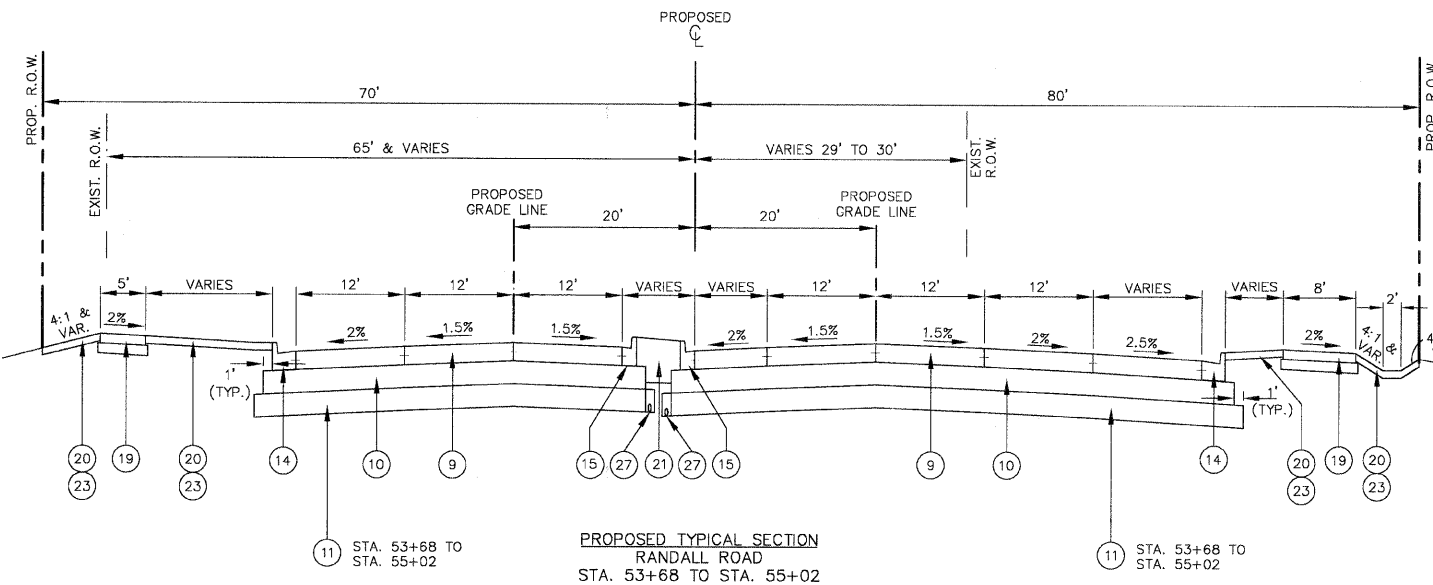 PROPOSED
CL
PROP. R.O.W.
70'
80'
PROP R.O.W.
EXIST. R.O.W.
65' & VARIES
VARIES 29' TO 30'
EXIST.
R.O.W.
PROPOSED
GRADE LINE
20'
20'
PROPOSED
GRADE LINE
5'
VARIES
12'
12'
12'
VARIES
VARIES
12'
12'
12'
VARIES
VARIES
8'
2'
4:1 &
VAR.
2%
2%
1.5%
1.5%
2%
1.5%
1.5%
2%
2.5%
2%
4:1 &
VAR.
4
1'
(TYP.)
1'
(TYP.)
20
23
19
20
23
14
10
9
15
27
21
27
15
9
10
14
20
23
19
20
23
11
STA. 53+68 TO
STA. 55+02
PROPOSED TYPICAL SECTION
RANDALL ROAD
STA. 53+68 TO STA. 55+02
11
STA. 53+68 TO
STA. 55+02